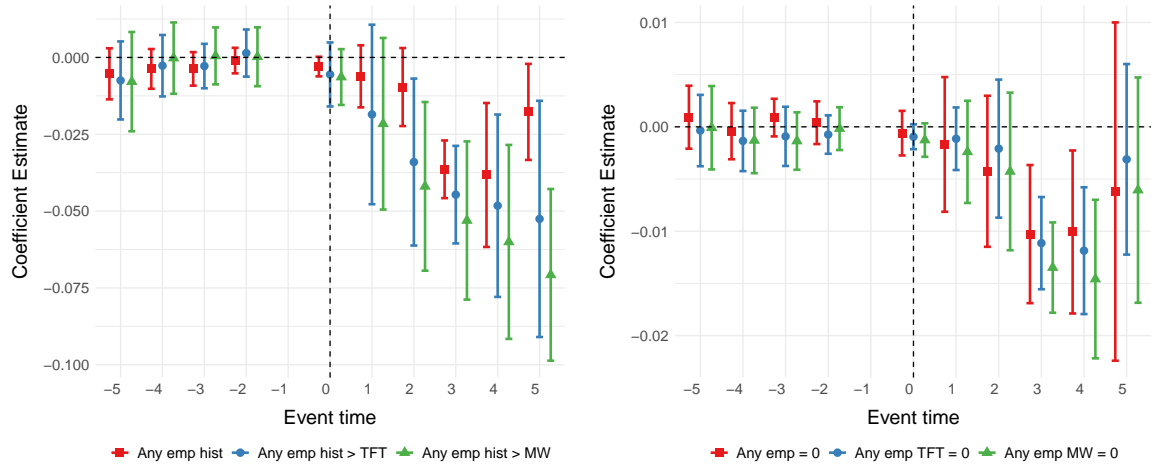 0.000
−0.025
−0.050
−0.075
−0.100
Coefficient Estimate
−5 −4 −3 −2 −1 0 1 2 3 4 5
Event time
Any emp hist Any emp hist > TFT Any emp hist > MW
0.01
0.00
−0.01
−0.02
Coefficient Estimate
−5 −4 −3 −2 −1 0 1 2 3 4 5
Event time
Any emp = 0 Any emp TFT = 0 Any emp MW = 0